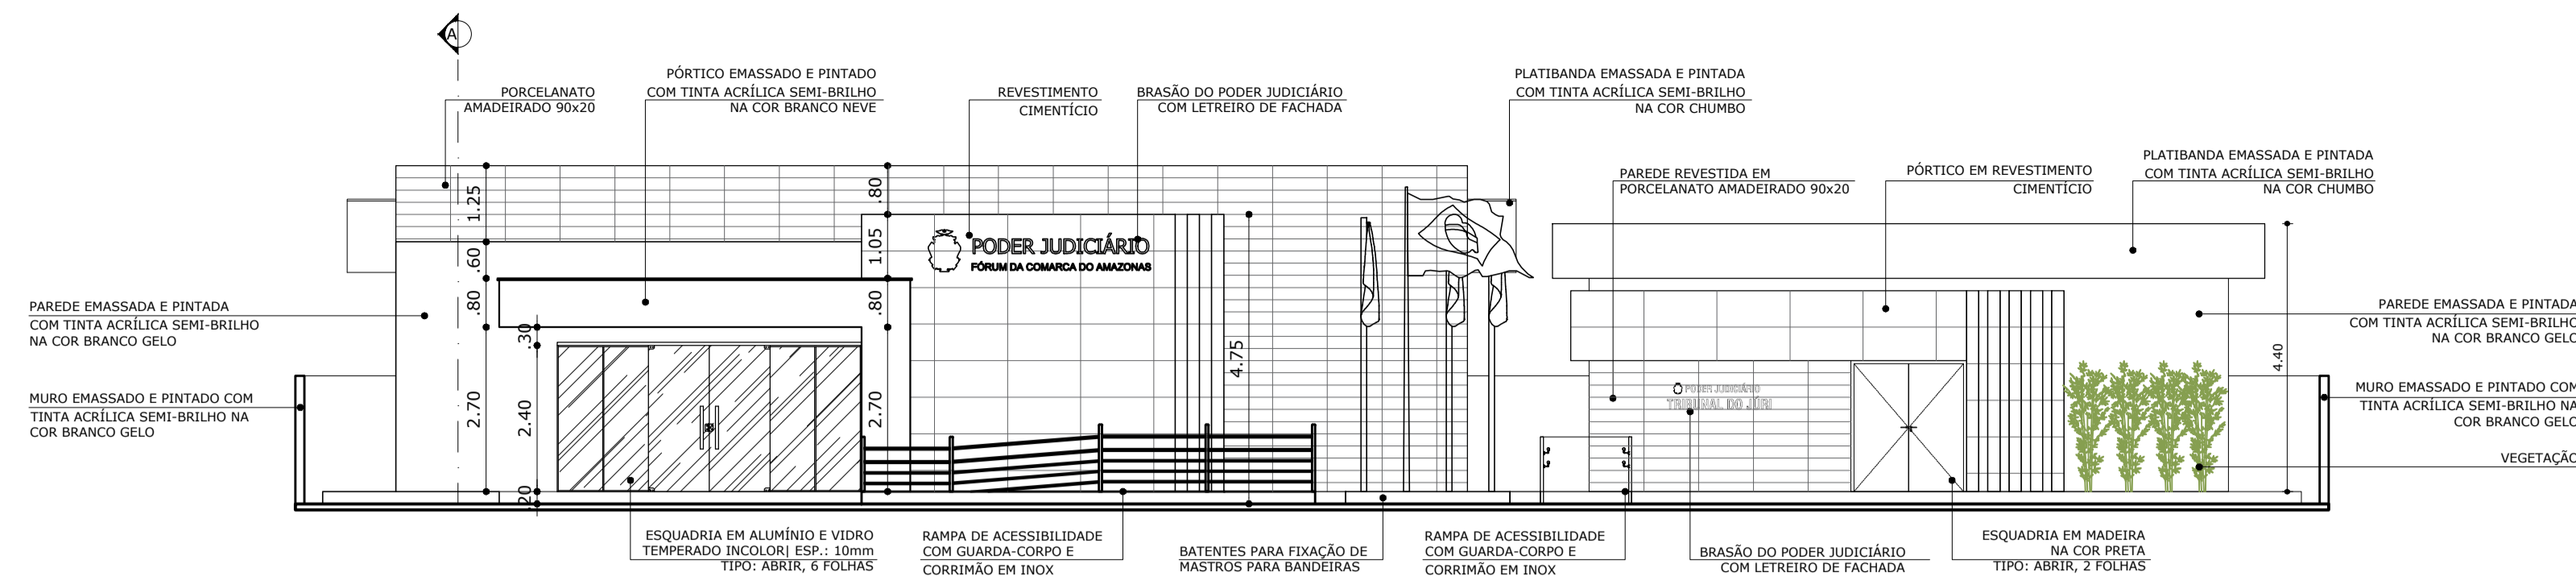 A
PORCELANATO
AMADEIRADO 90x20
PÓRTICO EMASSADO E PINTADO
COM TINTA ACRÍLICA SEMI-BRILHO
NA COR BRANCO NEVE
REVESTIMENTO
CIMENTÍCIO
BRASÃO DO PODER JUDICIÁRIO
COM LETREIRO DE FACHADA
PLATIBANDA EMASSADA E PINTADA
COM TINTA ACRÍLICA SEMI-BRILHO
NA COR CHUMBO
PAREDE REVESTIDA EM
PORCELANATO AMADEIRADO 90x20
PÓRTICO EM REVESTIMENTO
CIMENTÍCIO
PLATIBANDA EMASSADA E PINTADA
COM TINTA ACRÍLICA SEMI-BRILHO
NA COR CHUMBO
PAREDE EMASSADA E PINTADA
COM TINTA ACRÍLICA SEMI-BRILHO
NA COR BRANCO GELO
MURO EMASSADO E PINTADO COM
TINTA ACRÍLICA SEMI-BRILHO NA
COR BRANCO GELO
1.25
.60
.80
2.70
.30
2.40
.20
.80
1.05
.80
2.70
PODER JUDICIÁRIO
FÓRUM DA COMARCA DO AMAZONAS
4.75
PODER JUDICIÁRIO
TRIBUNAL DO JÚRI
4.40
PAREDE EMASSADA E PINTADA
COM TINTA ACRÍLICA SEMI-BRILHO
NA COR BRANCO GELO
MURO EMASSADO E PINTADO COM
TINTA ACRÍLICA SEMI-BRILHO NA
COR BRANCO GELO
VEGETAÇÃO
ESQUADRIA EM ALUMÍNIO E VIDRO
TEMPERADO INCOLOR| ESP.: 10mm
TIPO: ABRIR, 6 FOLHAS
RAMPA DE ACESSIBILIDADE
COM GUARDA-CORPO E
CORRIMÃO EM INOX
BATENTES PARA FIXAÇÃO DE
MASTROS PARA BANDEIRAS
RAMPA DE ACESSIBILIDADE
COM GUARDA-CORPO E
CORRIMÃO EM INOX
BRASÃO DO PODER JUDICIÁRIO
COM LETREIRO DE FACHADA
ESQUADRIA EM MADEIRA
NA COR PRETA
TIPO: ABRIR, 2 FOLHAS